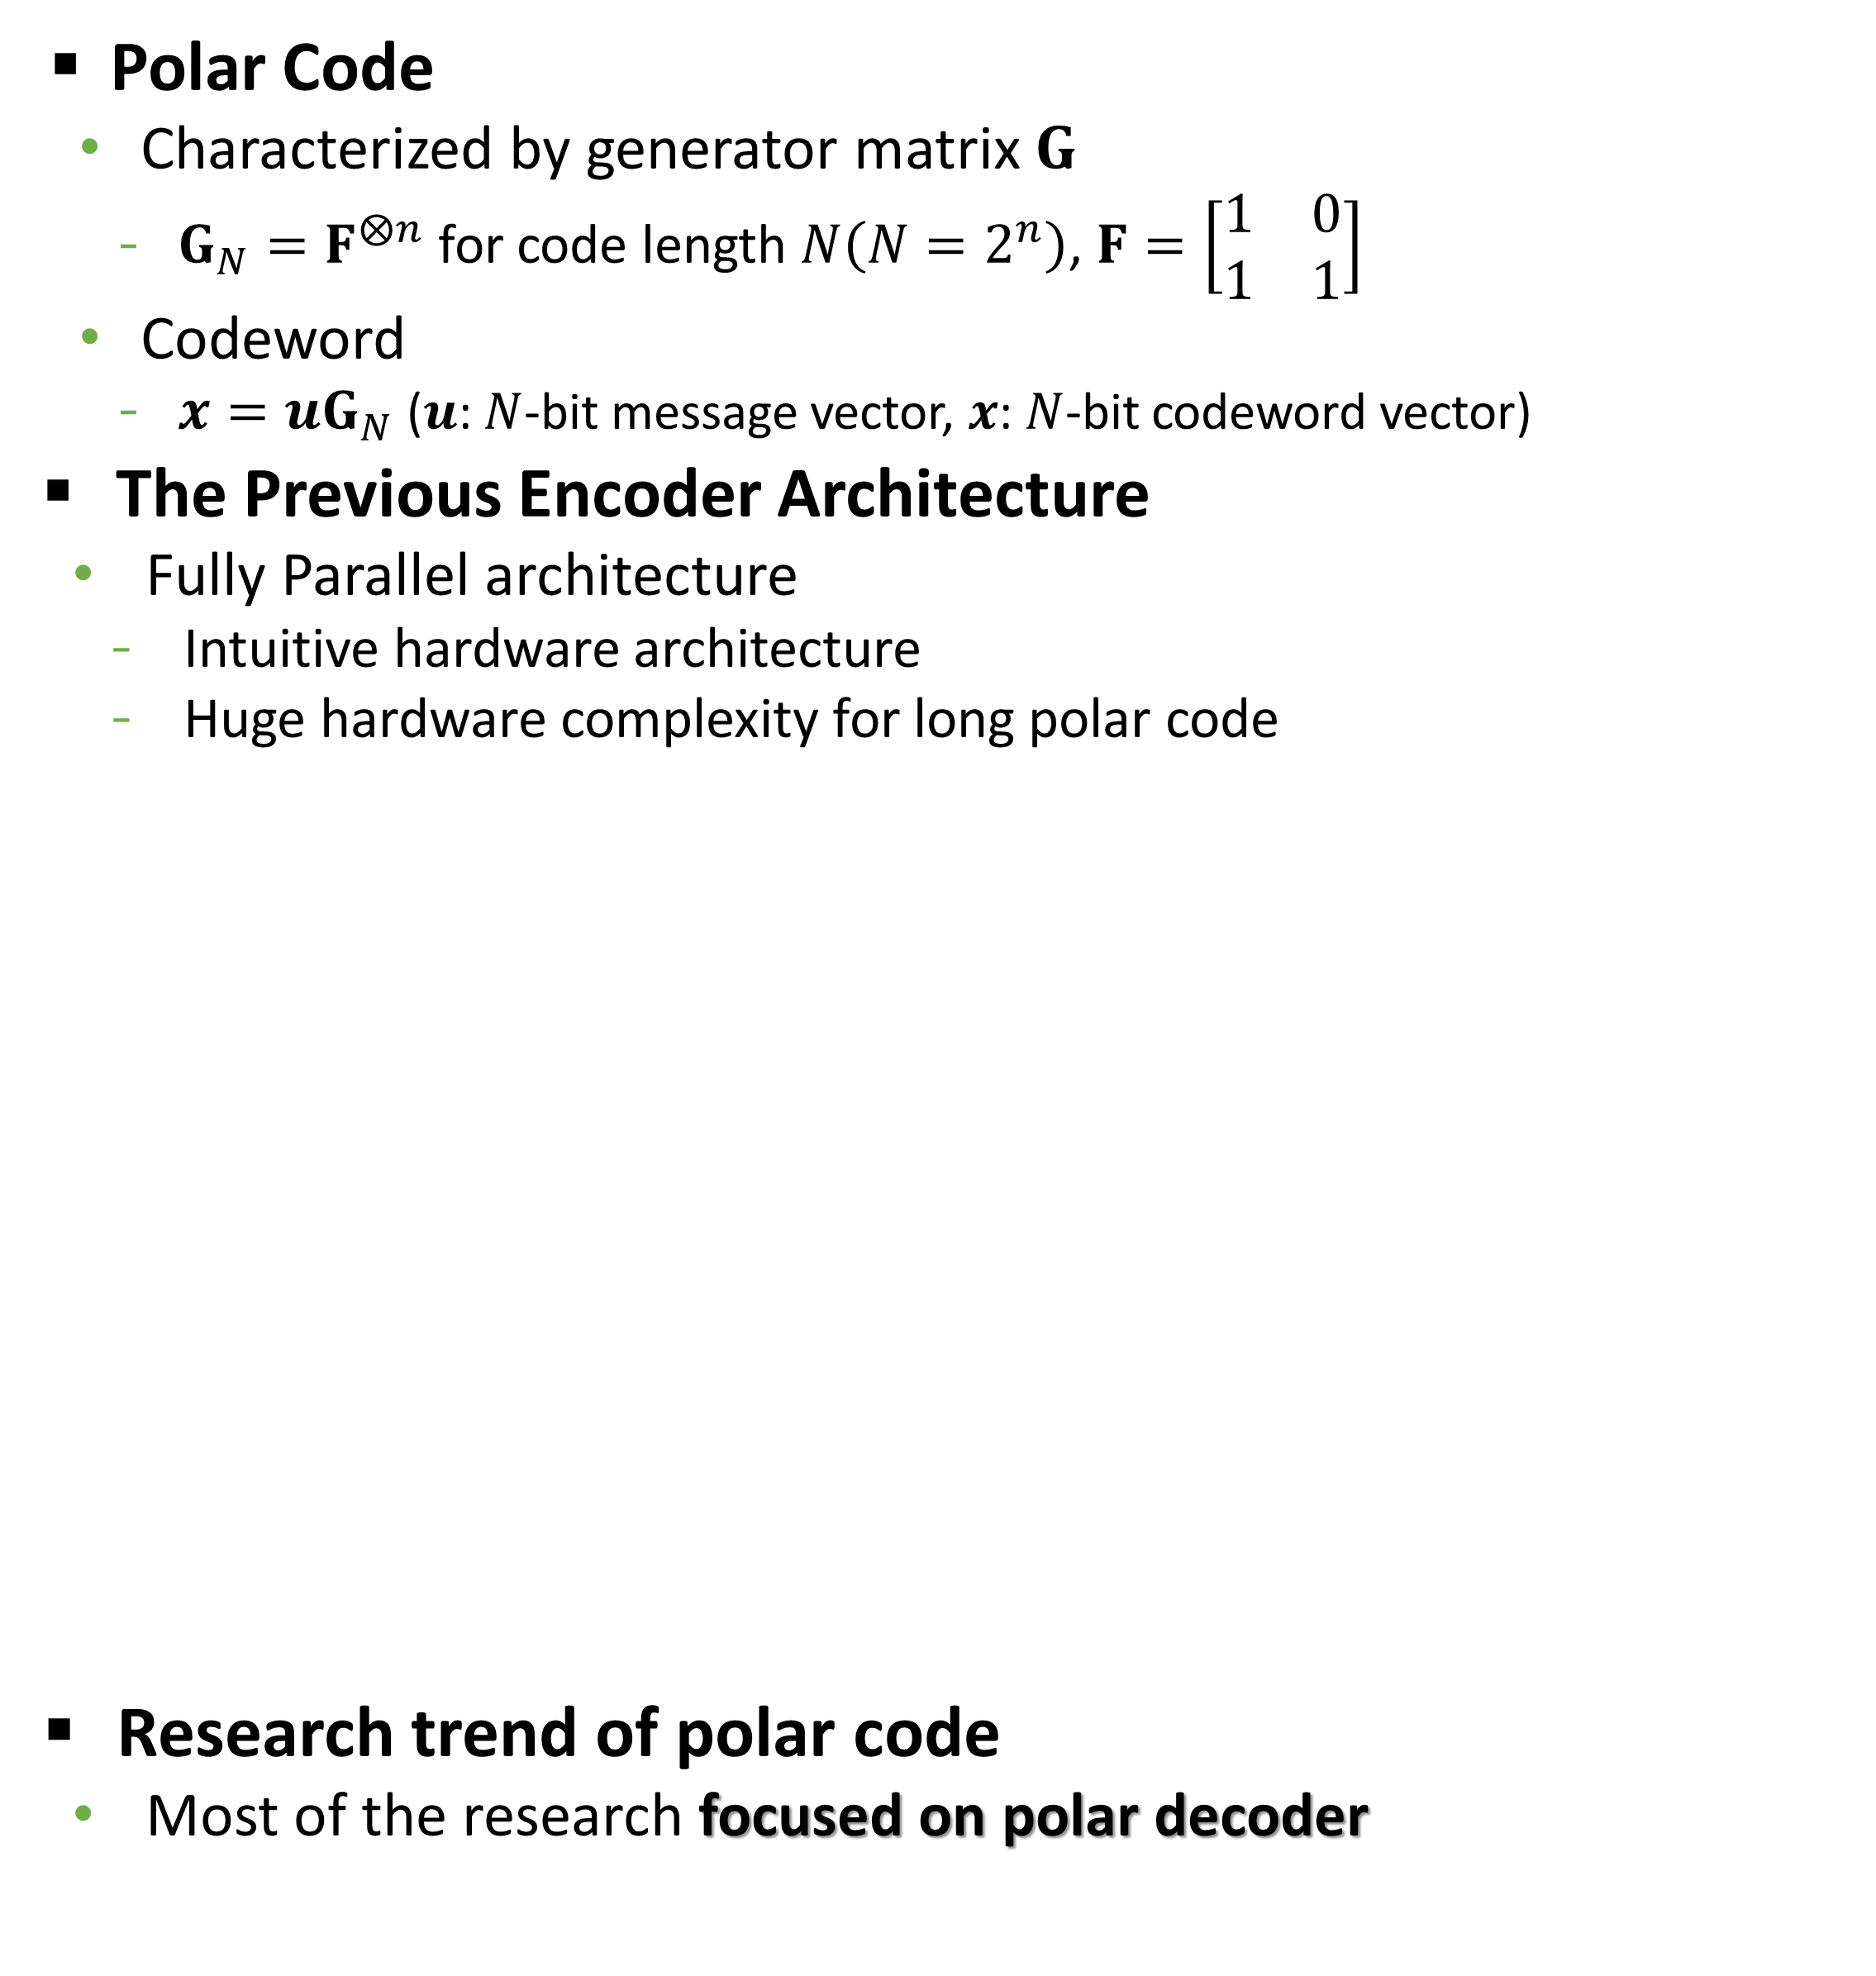 ▪ Polar Code
• Characterized by generator matrix G
- G_N = F^{⊗n} for code length N(N = 2^n), F = [1 0; 1 1]
• Codeword
- x = uG_N (u: N-bit message vector, x: N-bit codeword vector)
▪ The Previous Encoder Architecture
• Fully Parallel architecture
- Intuitive hardware architecture
- Huge hardware complexity for long polar code
▪ Research trend of polar code
• Most of the research focused on polar decoder